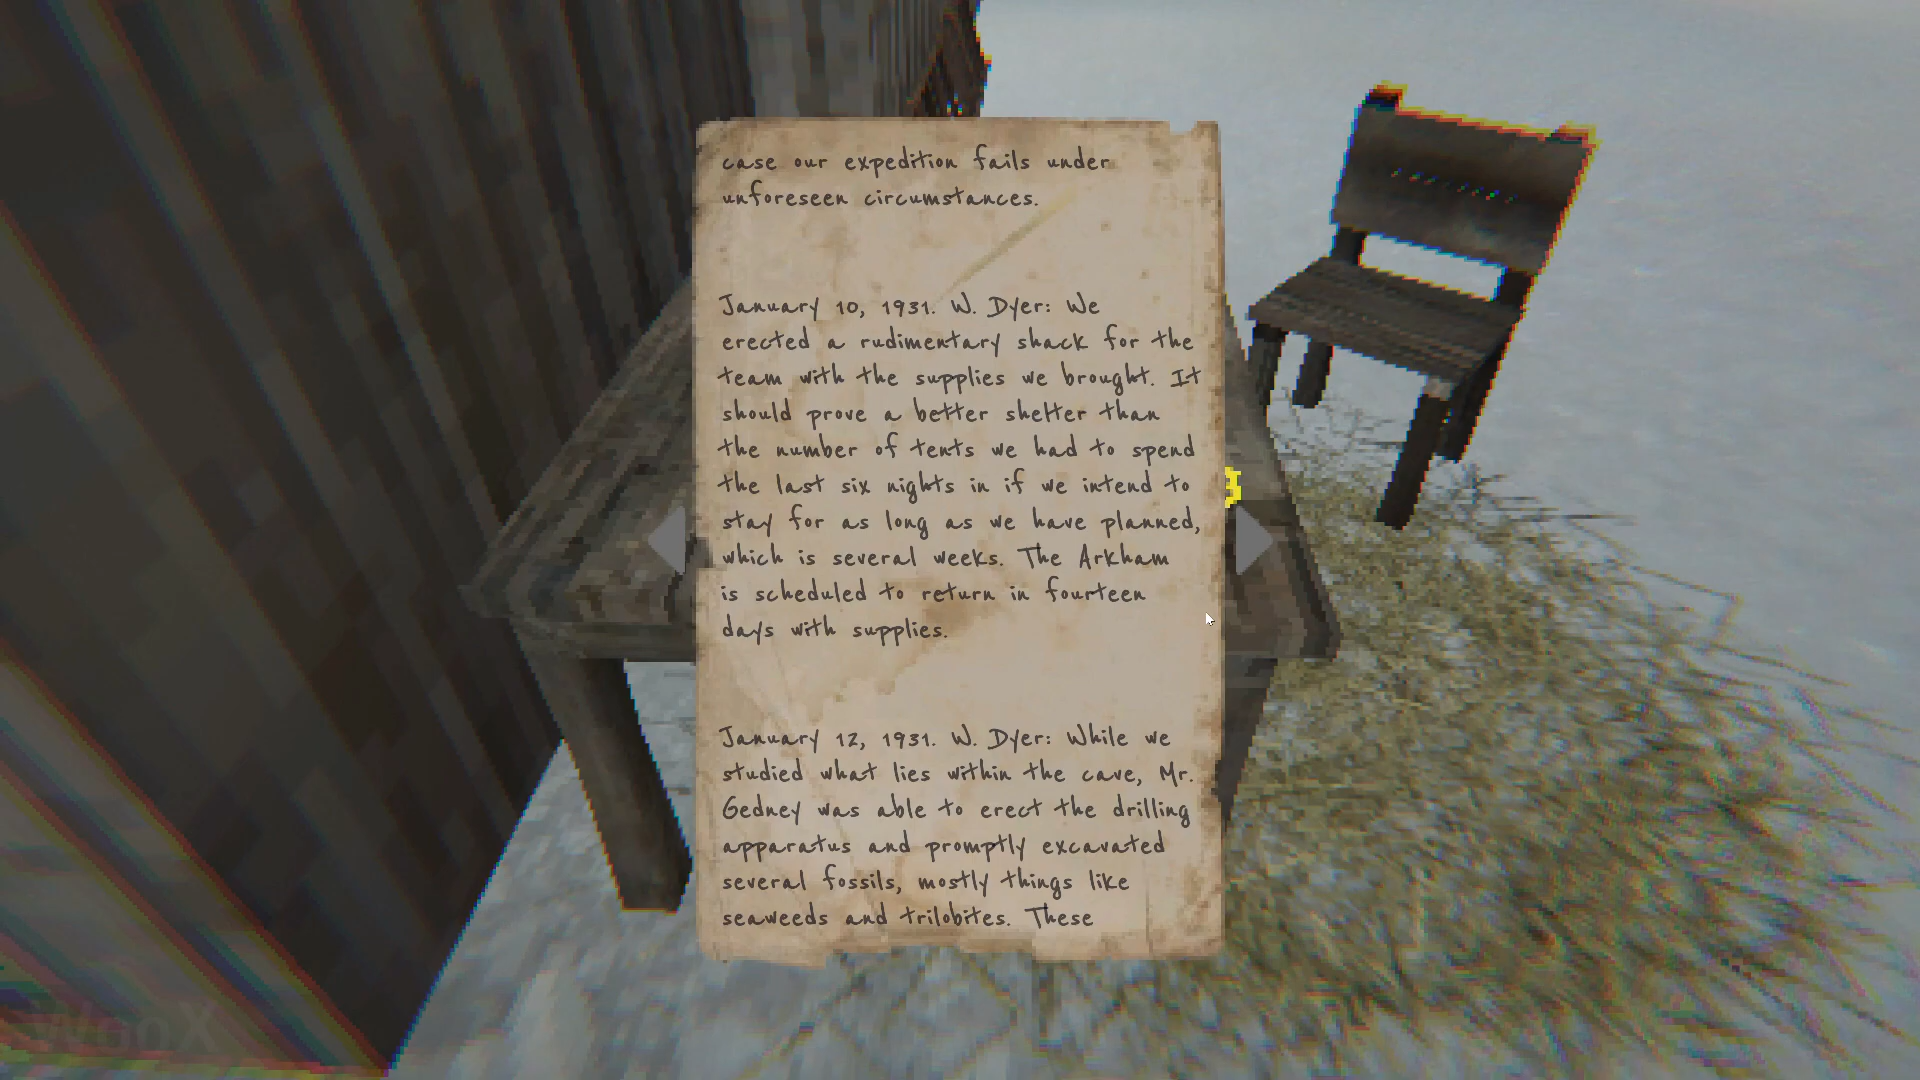 case our expedition fails under
unforeseen circumstances.
January 10, 1931. W. Dyer: We
erected a rudimentary shack for the
team with the supplies we brought. It
should prove a better shelter than
the number of tents we had to spend
the last six nights in if we intend to
stay for as long as we have planned,
which is several weeks. The Arkham
is scheduled to return in fourteen
days with supplies.
January 12, 1931. W. Dyer: While we
studied what lies within the cave, Mr.
Gedney was able to erect the drilling
apparatus and promptly excavated
several fossils, mostly things like
seaweeds and trilobites. These
WooX